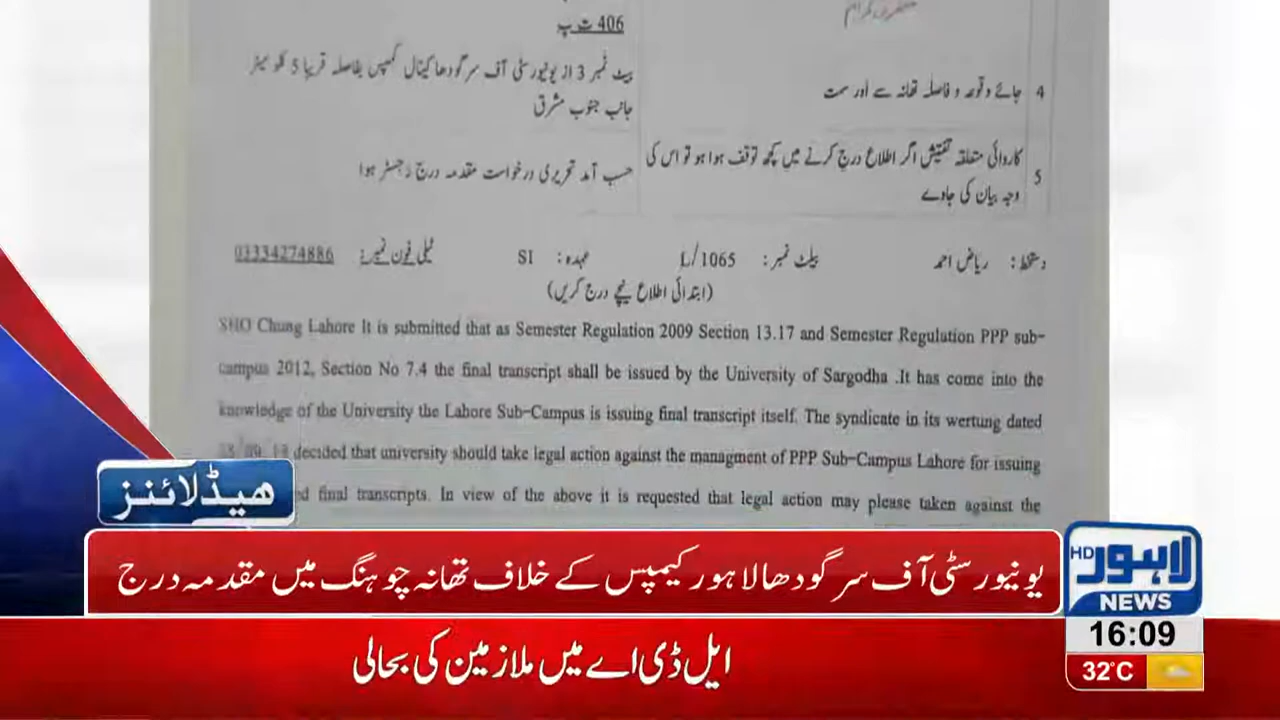 406 ت پ
4 جائے وقوعہ و فاصلہ تھانہ سے اور سمت
بیٹ نمبر 3 از یونیورسٹی آف سرگودھا کینال کیمپس بفاصلہ قریباً 5 کلو میٹر
جانب جنوب مشرق
5 کاروائی متعلقہ تفتیش اگر اطلاع درج کرنے میں کچھ توقف ہوا ہو تو اس کی
وجہ بیان کی جاوے
حسب آمد تحریری درخواست مقدمہ درج رجسٹر ہوا
دستخط: ریاض احمد بیلٹ نمبر: L/1065 عہدہ: SI ٹیلی فون نمبر: 03334274886
(ابتدائی اطلاع نیچے درج کریں)
SHO Chung Lahore It is submitted that as Semester Regulation 2009 Section 13.17 and Semester Regulation PPP sub-
campus 2012, Section No 7.4 the final transcript shall be issued by the University of Sargodha .It has come into the
knowledge of the University the Lahore Sub-Campus is issuing final transcript itself. The syndicate in its wertung dated
decided that university should take legal action against the managment of PPP Sub-Campus Lahore for issuing
final transcripts. In view of the above it is requested that legal action may please taken against the
ہیڈلائنز
یونیورسٹی آف سرگودھا لاہور کیمپس کے خلاف تھانہ چوہنگ میں مقدمہ درج
ایل ڈی اے میں ملازمین کی بحالی
HD لاہور
NEWS
16:09
32°C